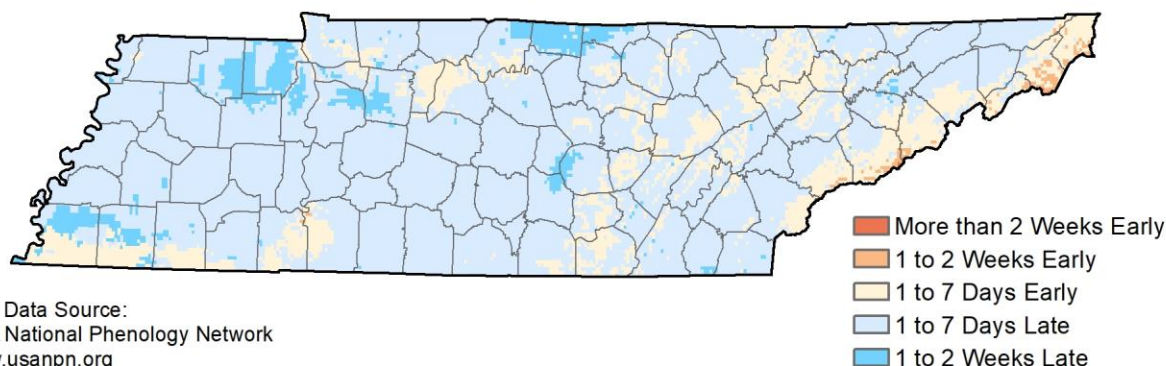 More than 2 Weeks Early
1 to 2 Weeks Early
1 to 7 Days Early
1 to 7 Days Late
1 to 2 Weeks Late
Data Source:
National Phenology Network
.usanpn.org